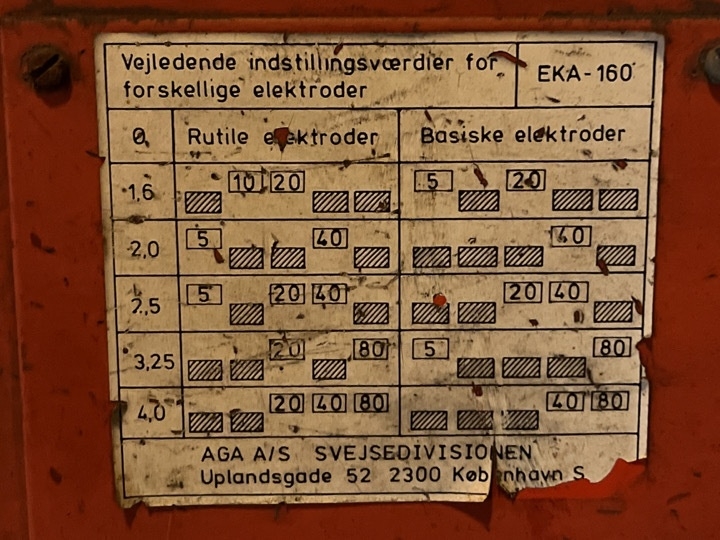 Vejledende indstillingsværdier for
forskellige elektroder
EKA-160
Ø Rutile elektroder Basiske elektroder
1,6 10 20 5 20
2,0 5 40 40
2,5 5 20 40 20 40
3,25 20 80 5 80
4,0 20 40 80 40 80
AGA A/S SVEJSEDIVISIONEN
Uplandsgade 52 2300 København S